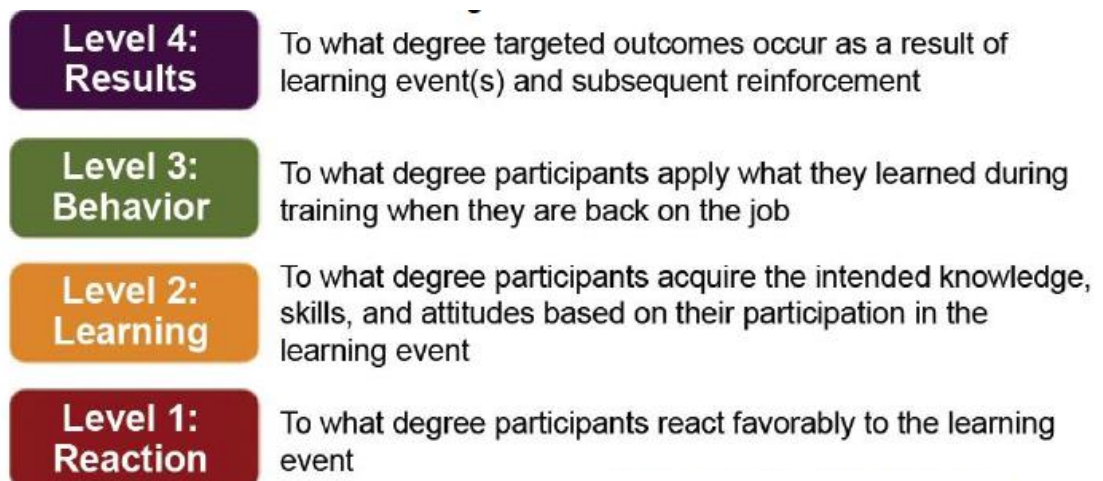 Level 4:
Results
To what degree targeted outcomes occur as a result of
learning event(s) and subsequent reinforcement
Level 3:
Behavior
To what degree participants apply what they learned during
training when they are back on the job
Level 2:
Learning
To what degree participants acquire the intended knowledge,
skills, and attitudes based on their participation in the
learning event
Level 1:
Reaction
To what degree participants react favorably to the learning
event